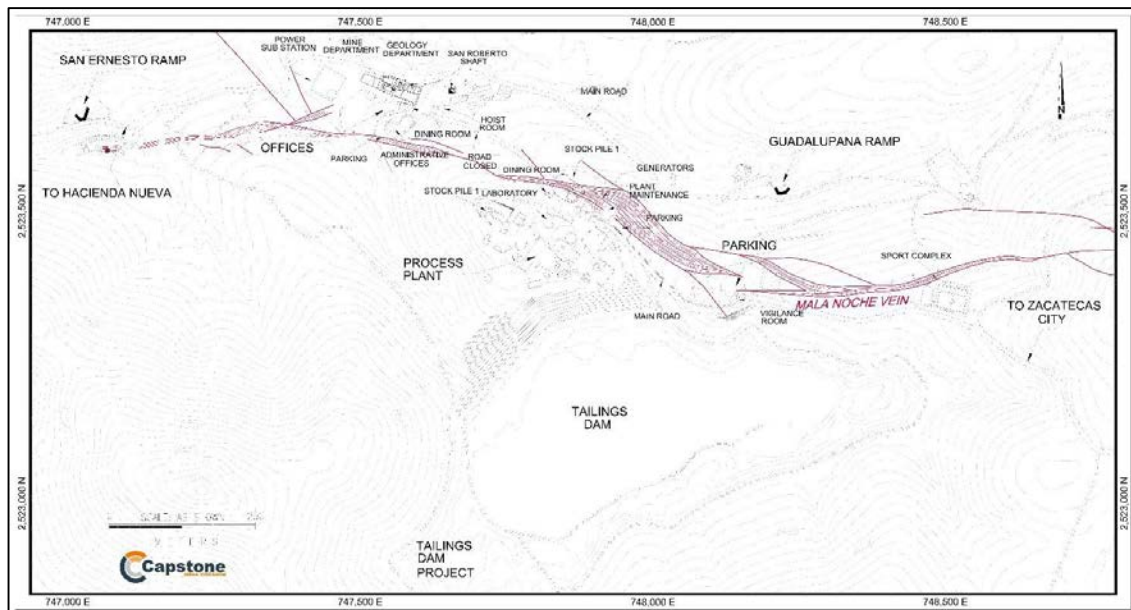 747,000 E
747,500 E
748,000 E
748,500 E
POWER
SUB STATION
MINE
DEPARTMENT
GEOLOGY
DEPARTMENT
SAN ROBERTO
SHAFT
SAN ERNESTO RAMP
MAIN ROAD
N
HOIST
ROOM
DINING ROOM
OFFICES
PARKING
ADMINISTRATIVE
OFFICES
ROAD
CLOSED
STOCK PILE 1
GUADALUPANA RAMP
DINING ROOM
GENERATORS
TO HACIENDA NUEVA
STOCK PILE 1
LABORATORY
PLANT
MAINTENANCE
2,523,500 N
2,523,500 N
PARKING
PARKING
SPORT COMPLEX
PROCESS
PLANT
MALA NOCHE VEIN
MAIN ROAD
VIGILANCE
ROOM
TO ZACATECAS
CITY
TAILINGS
DAM
2,523,000 N
2,523,000 N
TAILINGS
DAM
PROJECT
Capstone
747,000 E
747,500 E
748,000 E
748,500 E